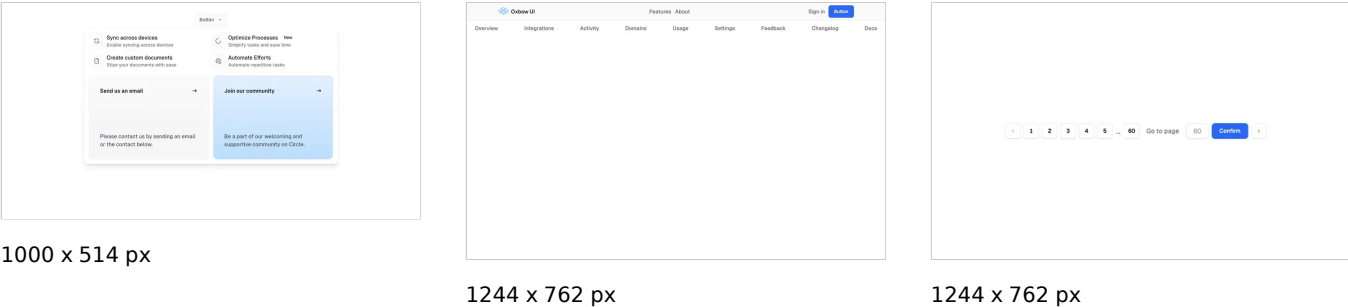 Button
Sync across devices
Enable syncing across devices
Optimize Processes New
Simplify tasks and save time
Create custom documents
Stlye your documents with ease
Automate Efforts
Automate repetitive tasks
Send us an email →
Join our community →
Please contact us by sending an email
or the contact below.
Be a part of our welcoming and
supportive community on Circle.
1000 x 514 px
Oxbow UI Features About Sign in Button
Overview Integrations Activity Domains Usage Settings Feedback Changelog Docs
1244 x 762 px
‹ 1 2 3 4 5 ... 60 Go to page 60 Confirm ›
1244 x 762 px